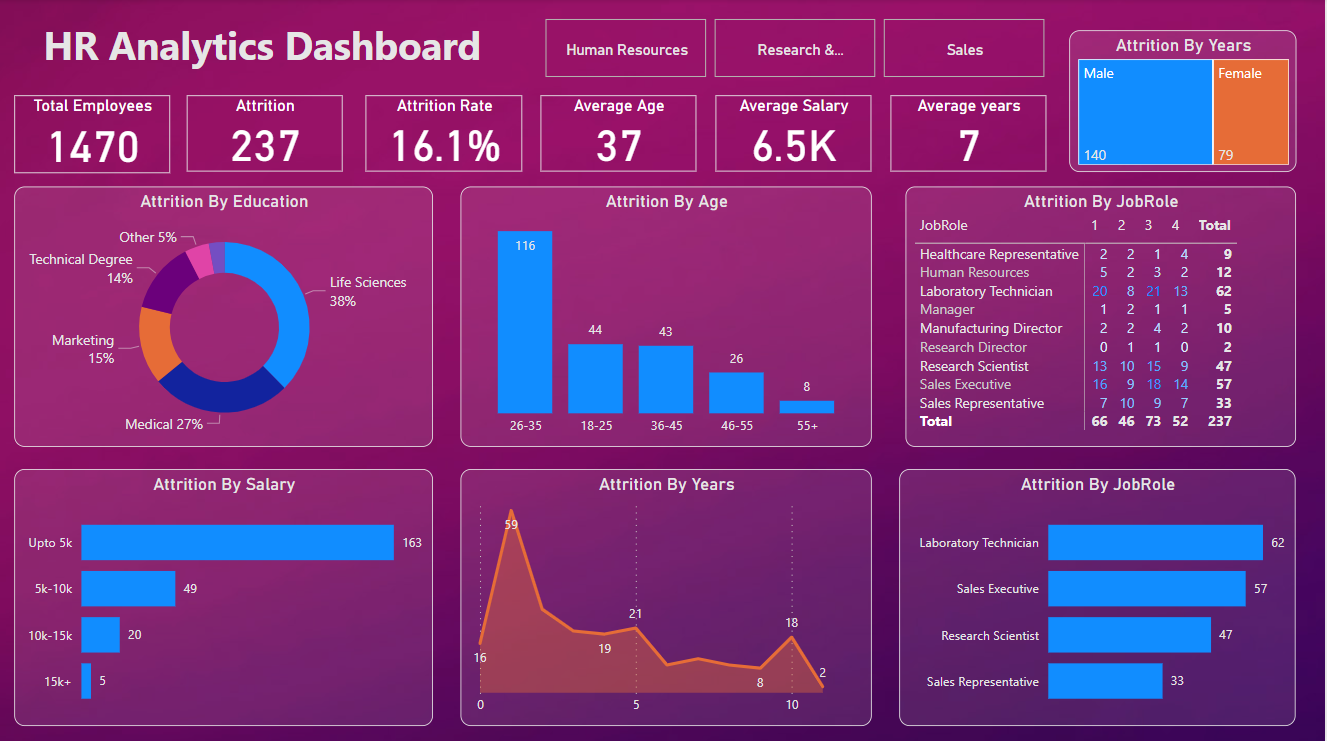 HR Analytics Dashboard
Human Resources
Research &...
Sales
Attrition By Years
Male
Female
140
79
Total Employees
1470
Attrition
237
Attrition Rate
16.1%
Average Age
37
Average Salary
6.5K
Average years
7
Attrition By Education
Other 5%
Technical Degree
14%
Life Sciences
38%
Marketing
15%
Medical 27%
Attrition By Age
116
44
43
26
8
26-35
18-25
36-45
46-55
55+
Attrition By JobRole
JobRole 1 2 3 4 Total
Healthcare Representative 2 2 1 4 9
Human Resources 5 2 3 2 12
Laboratory Technician 20 8 21 13 62
Manager 1 2 1 1 5
Manufacturing Director 2 2 4 2 10
Research Director 0 1 1 0 2
Research Scientist 13 10 15 9 47
Sales Executive 16 9 18 14 57
Sales Representative 7 10 9 7 33
Total 66 46 73 52 237
Attrition By Salary
Upto 5k 163
5k-10k 49
10k-15k 20
15k+ 5
Attrition By Years
59
16
19
21
8
18
2
0
5
10
Attrition By JobRole
Laboratory Technician 62
Sales Executive 57
Research Scientist 47
Sales Representative 33